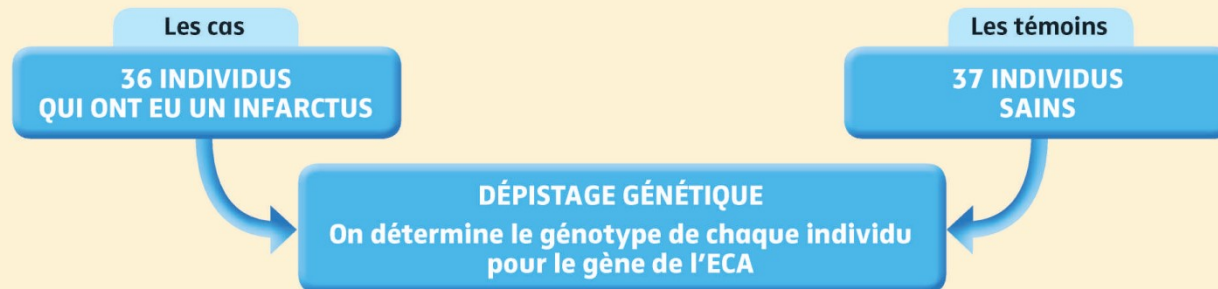 Les cas
36 INDIVIDUS
QUI ONT EU UN INFARCTUS
Les témoins
37 INDIVIDUS
SAINS
DÉPISTAGE GÉNÉTIQUE
On détermine le génotype de chaque individu
pour le gène de l'ECA